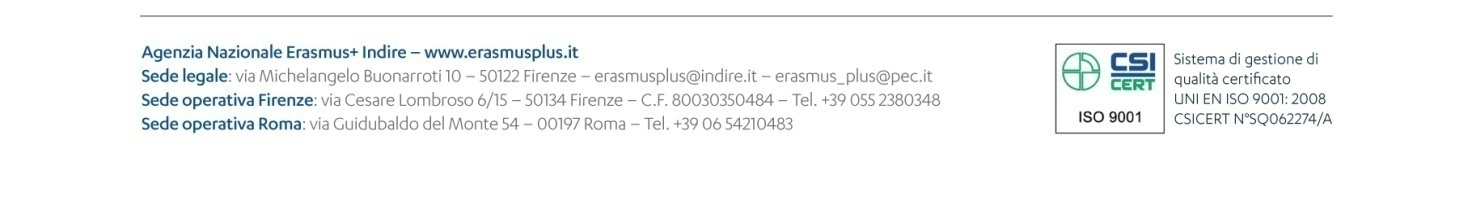 Agenzia Nazionale Erasmus+ Indire – www.erasmusplus.it
Sede legale: via Michelangelo Buonarroti 10 – 50122 Firenze – erasmusplus@indire.it – erasmus_plus@pec.it
Sede operativa Firenze: via Cesare Lombroso 6/15 – 50134 Firenze – C.F. 80030350484 – Tel. +39 055 2380348
Sede operativa Roma: via Guidubaldo del Monte 54 – 00197 Roma – Tel. +39 06 54210483
CSI
CERT
ISO 9001
Sistema di gestione di
qualità certificato
UNI EN ISO 9001: 2008
CSICERT N°SQ062274/A